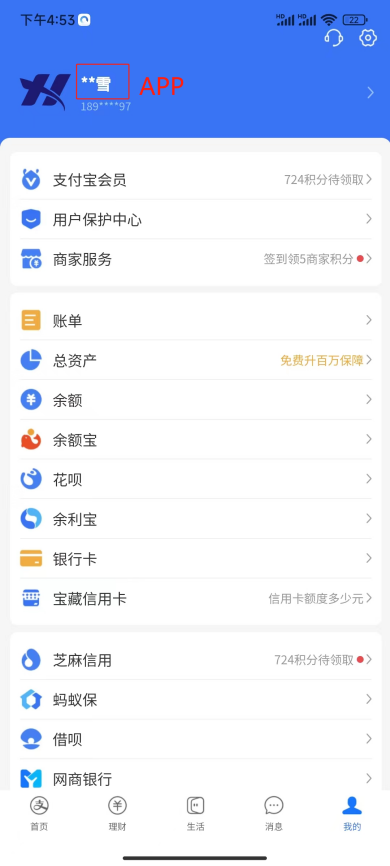 下午4:53
HD HD 22
**雪 APP
189****97
支付宝会员 724积分待领取
用户保护中心
商家服务 签到领5商家积分
账单
总资产 免费升百万保障
余额
余额宝
花呗
余利宝
银行卡
宝藏信用卡 信用卡额度多少元
芝麻信用 724积分待领取
蚂蚁保
借呗
网商银行
首页 理财 生活 消息 我的